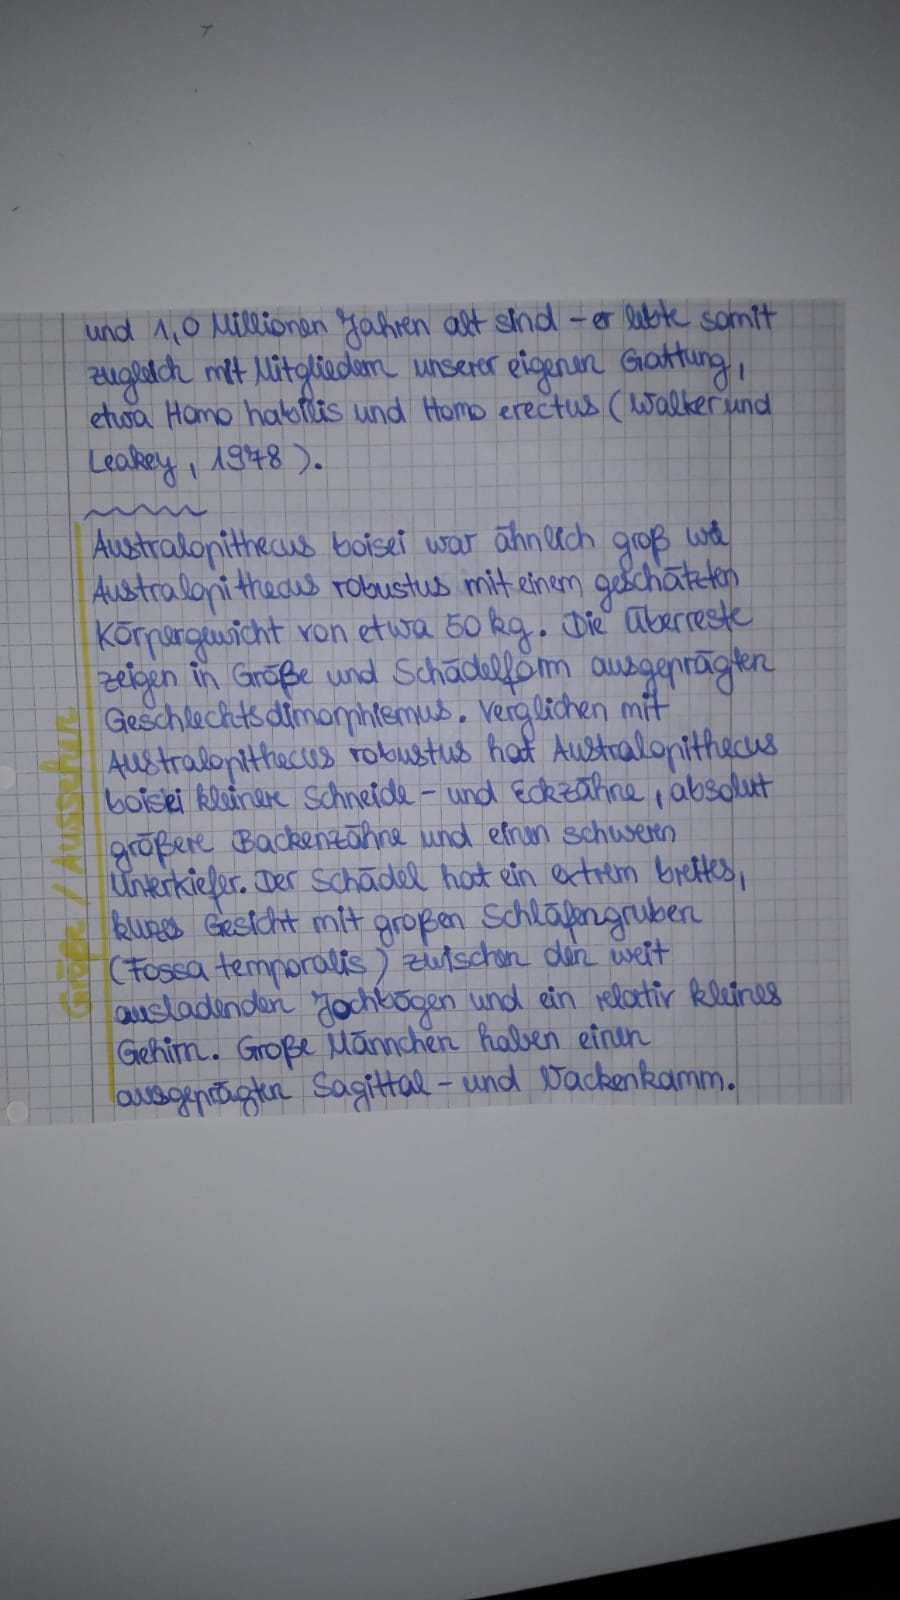 und 1,0 Millionen Jahren alt sind - er lebte somit
zugleich mit Mitgliedern unserer eigenen Gattung,
etwa Homo habilis und Homo erectus (Walker und
Leakey, 1978).
Größe / Aussehen
Australopithecus boisei war ähnlich groß wie
Australopithecus robustus mit einem geschätzten
Körpergewicht von etwa 50 kg. Die Überreste
zeigen in Größe und Schädelform ausgeprägten
Geschlechtsdimorphismus. Verglichen mit
Australopithecus robustus hat Australopithecus
boisei kleinere Schneide- und Eckzähne, absolut
größere Backenzähne und einen schweren
Unterkiefer. Der Schädel hat ein extrem breites,
kurzes Gesicht mit großen Schläfengruben
(Fossa temporalis) zwischen den weit
ausladenden Jochbögen und ein relativ kleines
Gehirn. Große Männchen haben einen
ausgeprägten Sagittal- und Nackenkamm.